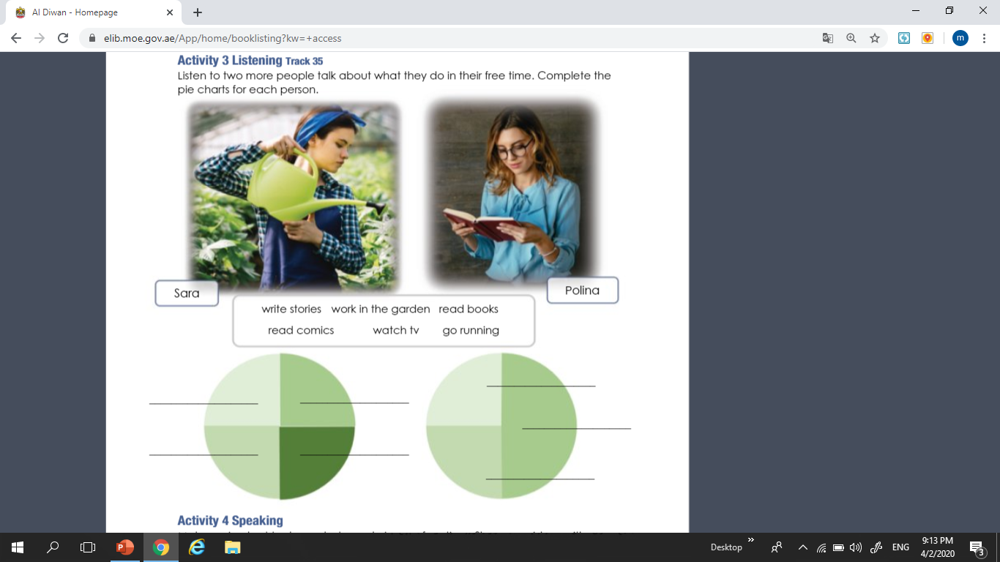 Al Diwan - Homepage
elib.moe.gov.ae/App/home/booklisting?kw=+access
m
Activity 3 Listening Track 35
Listen to two more people talk about what they do in their free time. Complete the
pie charts for each person.
Sara
Polina
write stories work in the garden read books
read comics watch tv go running
Activity 4 Speaking
Desktop
ENG
9:13 PM
4/2/2020
3